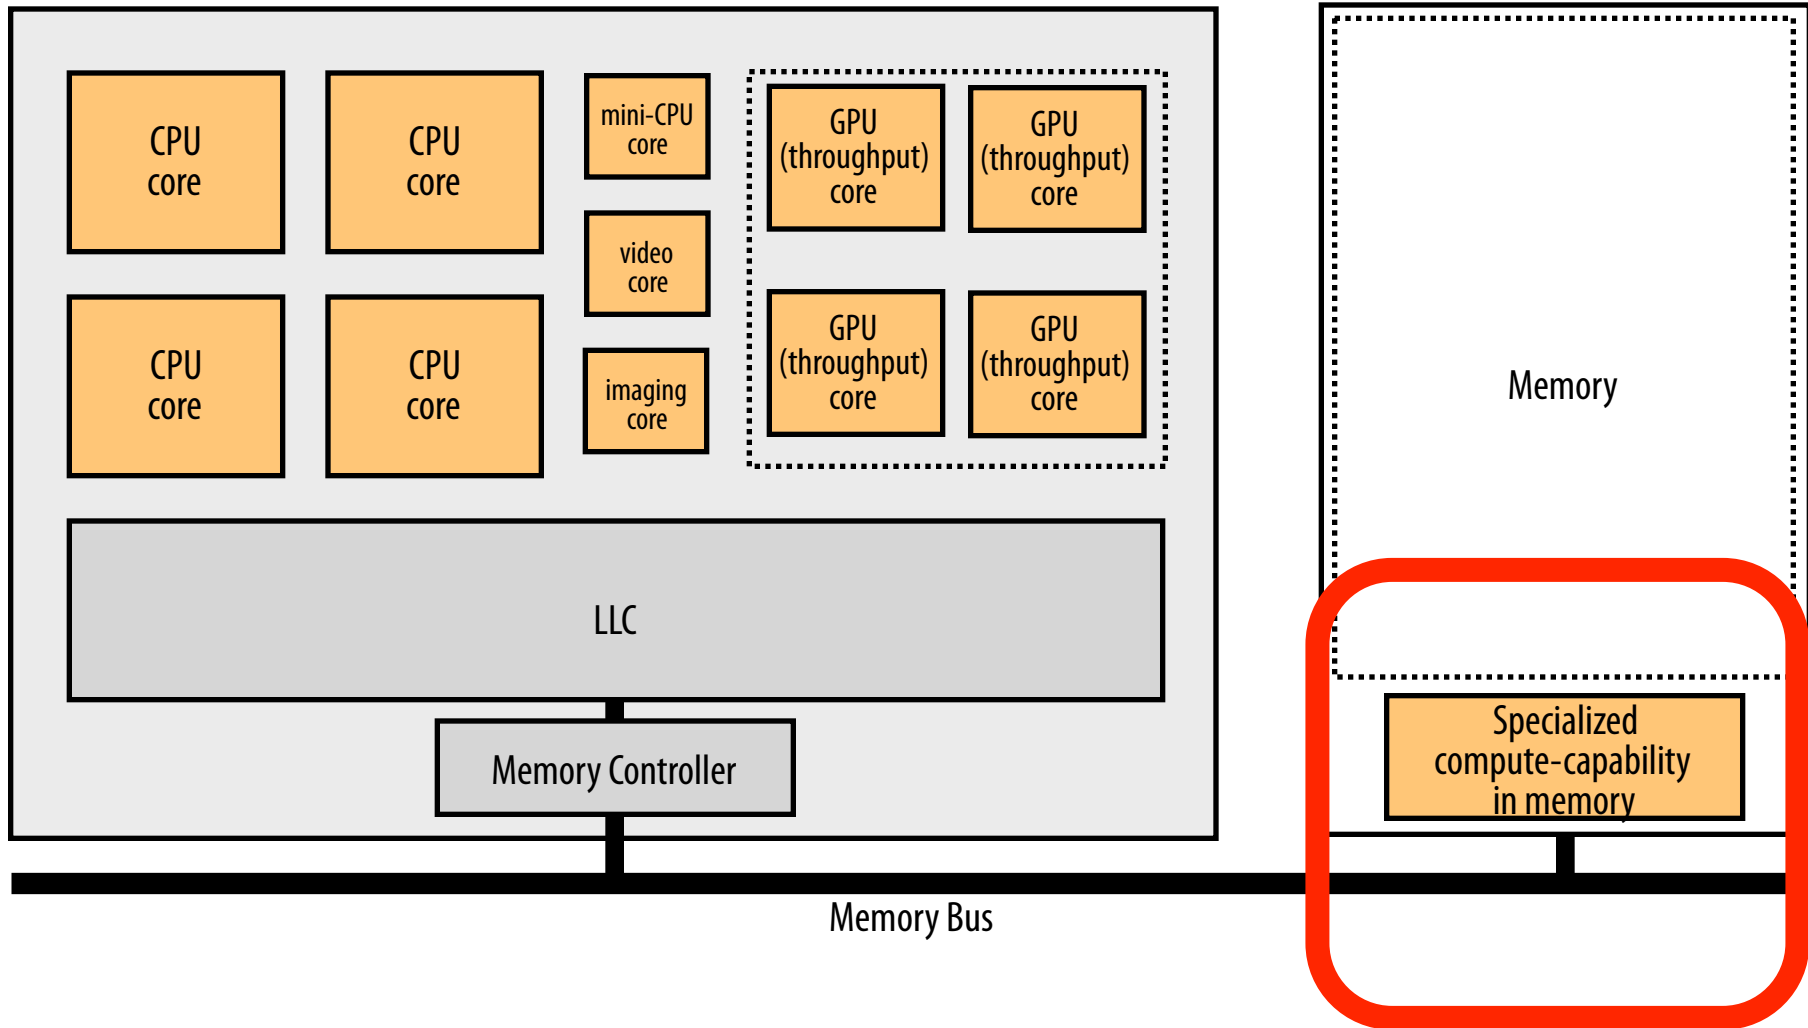 CPU
core
CPU
core
mini-CPU
core
GPU
(throughput)
core
GPU
(throughput)
core
video
core
CPU
core
CPU
core
imaging
core
GPU
(throughput)
core
GPU
(throughput)
core
Memory
LLC
Memory Controller
Specialized
compute-capability
in memory
Memory Bus